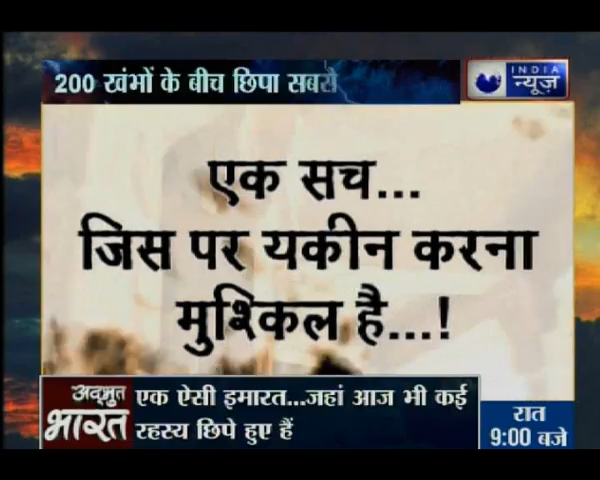 200 खंभों के बीच छिपा सबसे
INDIA
न्यूज़
एक सच...
जिस पर यकीन करना
मुश्किल है...!
अद्भुत
भारत
एक ऐसी इमारत...जहां आज भी कई
रहस्य छिपे हुए हैं
रात
9:00 बजे